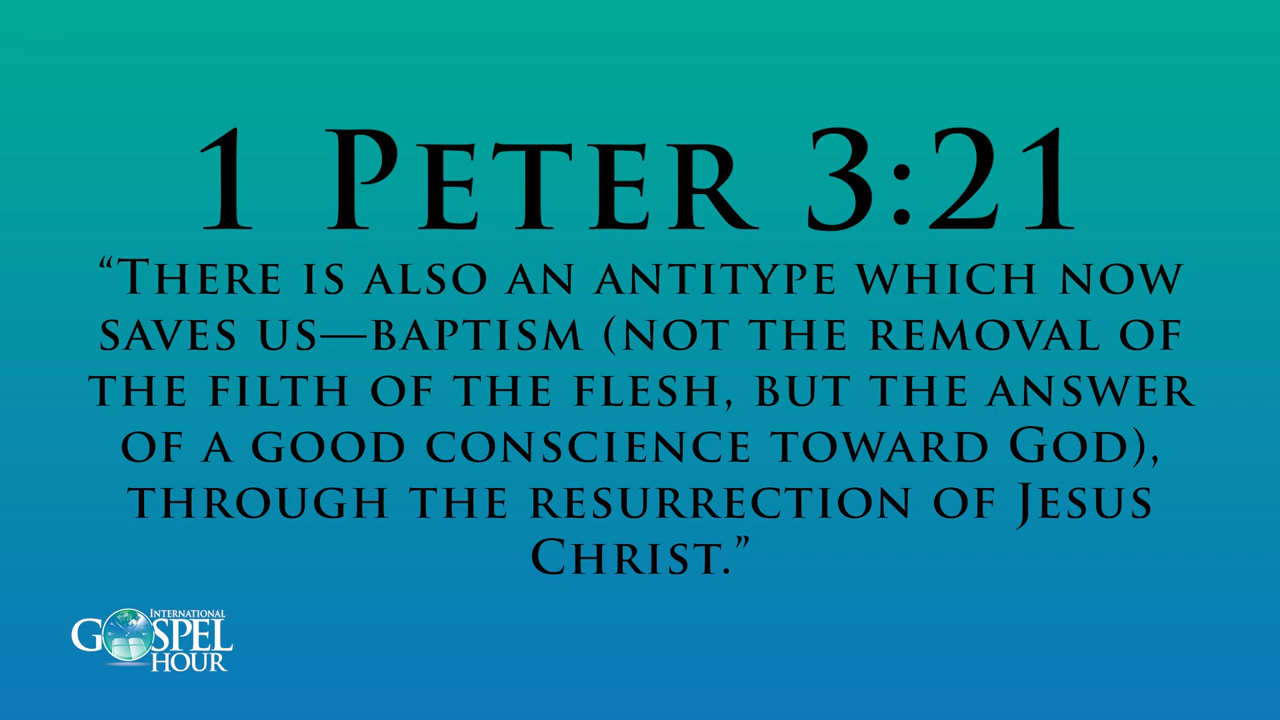 1 Peter 3:21
“There is also an antitype which now
saves us—baptism (not the removal of
the filth of the flesh, but the answer
of a good conscience toward God),
through the resurrection of Jesus
Christ.”
International
Gospel
Hour